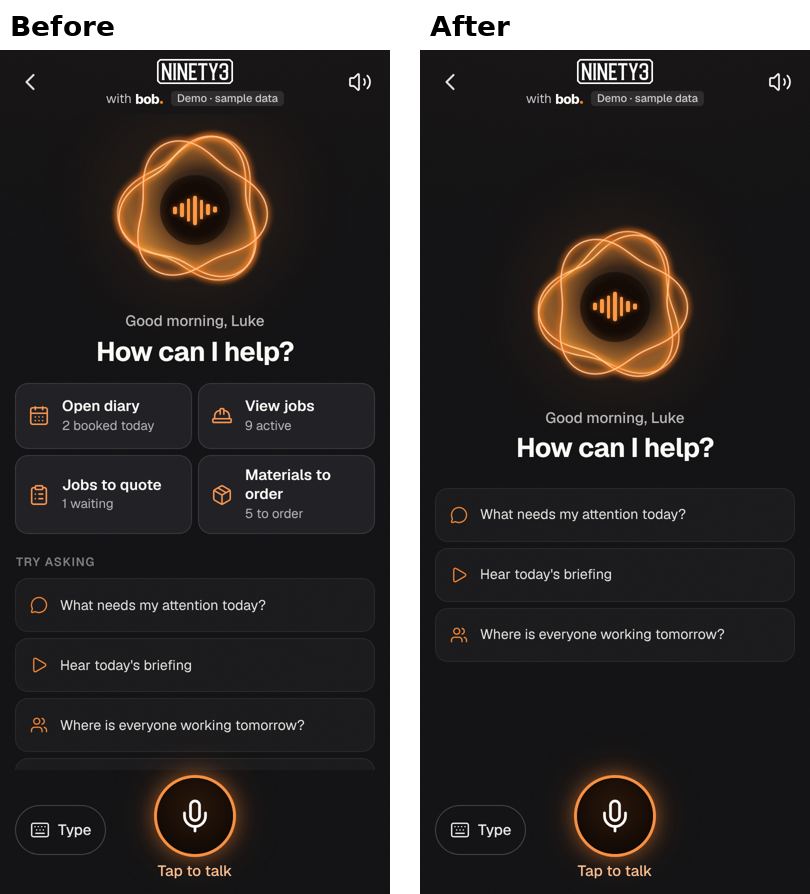 Before
NINETY3
with bob. Demo · sample data
Good morning, Luke
How can I help?
Open diary
2 booked today
View jobs
9 active
Jobs to quote
1 waiting
Materials to
order
5 to order
TRY ASKING
What needs my attention today?
Hear today's briefing
Where is everyone working tomorrow?
Type
Tap to talk
After
NINETY3
with bob. Demo · sample data
Good morning, Luke
How can I help?
What needs my attention today?
Hear today's briefing
Where is everyone working tomorrow?
Type
Tap to talk